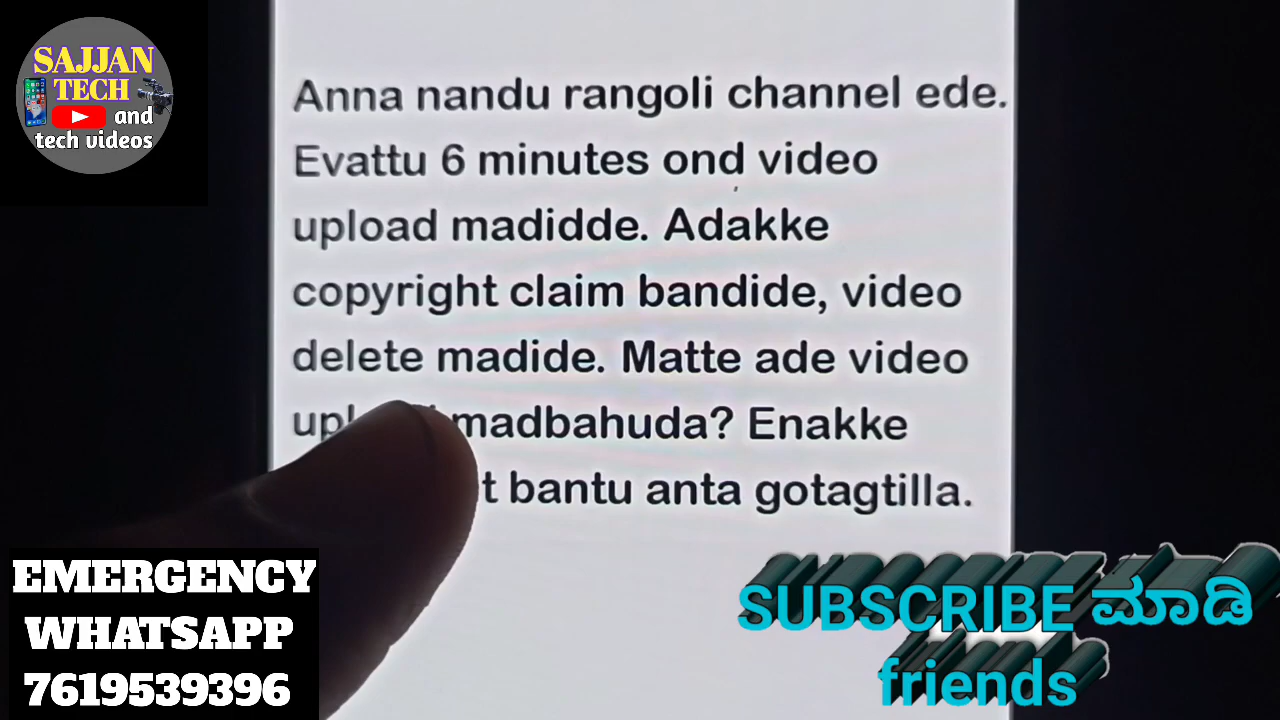 SAJJAN
TECH
and
tech videos
Anna nandu rangoli channel ede.
Evattu 6 minutes ond video
upload madidde. Adakke
copyright claim bandide, video
delete madide. Matte ade video
madbahuda? Enakke
bantu anta gotagtilla.
EMERGENCY
WHATSAPP
7619539396
SUBSCRIBE ಮಾಡಿ
friends